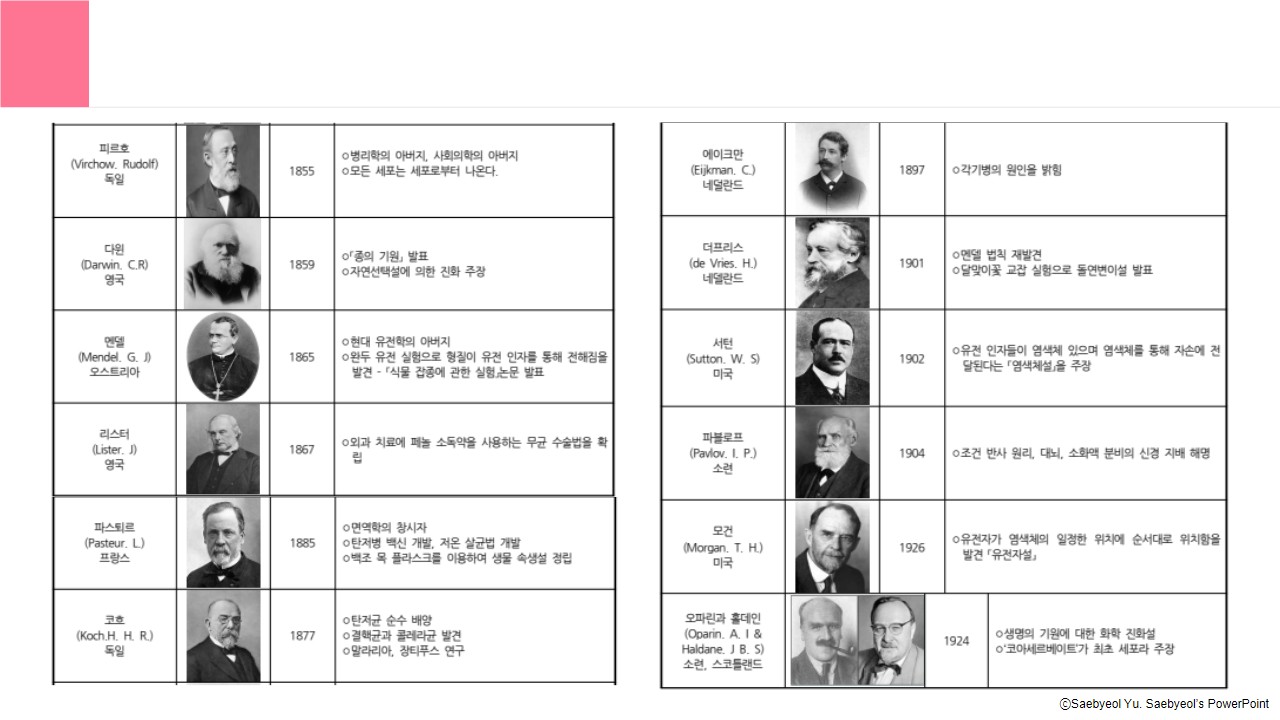 피르호
(Virchow. Rudolf)
독일
1855
○병리학의 아버지, 사회의학의 아버지
○모든 세포는 세포로부터 나온다.
다윈
(Darwin. C.R)
영국
1859
○『종의 기원』 발표
○자연선택설에 의한 진화 주장
멘델
(Mendel. G. J)
오스트리아
1865
○현대 유전학의 아버지
○완두 유전 실험으로 형질이 유전 인자를 통해 전해짐을
발견 - 「식물 잡종에 관한 실험」논문 발표
리스터
(Lister. J)
영국
1867
○외과 치료에 페놀 소독약을 사용하는 무균 수술법을 확
립
파스퇴르
(Pasteur. L.)
프랑스
1885
○면역학의 창시자
○탄저병 백신 개발, 저온 살균법 개발
○백조 목 플라스크를 이용하여 생물 속생설 정립
코흐
(Koch.H. H. R.)
독일
1877
○탄저균 순수 배양
○결핵균과 콜레라균 발견
○말라리아, 장티푸스 연구
에이크만
(Eijkman. C.)
네덜란드
1897
○각기병의 원인을 밝힘
더프리스
(de Vries. H.)
네델란드
1901
○멘델 법칙 재발견
○달맞이꽃 교잡 실험으로 돌연변이설 발표
서턴
(Sutton. W. S)
미국
1902
○유전 인자들이 염색체 있으며 염색체를 통해 자손에 전
달된다는 「염색체설」을 주장
파블로프
(Pavlov. I. P.)
소련
1904
○조건 반사 원리, 대뇌, 소화액 분비의 신경 지배 해명
모건
(Morgan. T. H.)
미국
1926
○유전자가 염색체의 일정한 위치에 순서대로 위치함을
발견 「유전자설」
오파린과 홀데인
(Oparin. A. I &
Haldane. J B. S)
소련, 스코틀랜드
1924
○생명의 기원에 대한 화학 진화설
○'코아세르베이트'가 최초 세포라 주장
ⓒSaebyeol Yu. Saebyeol's PowerPoint